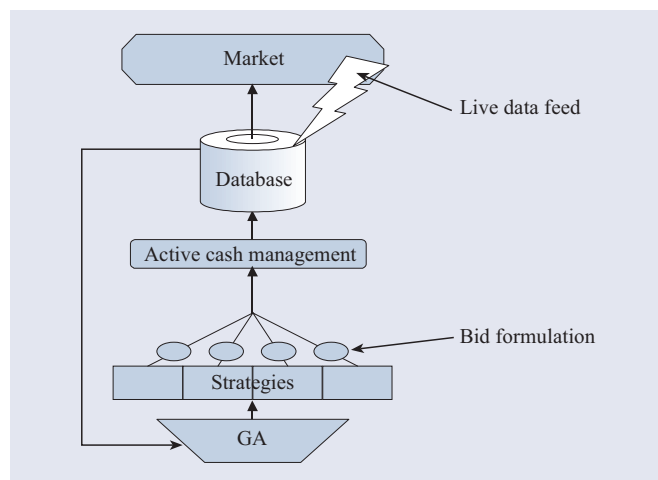 Market
Live data feed
Database
Active cash management
Bid formulation
Strategies
GA